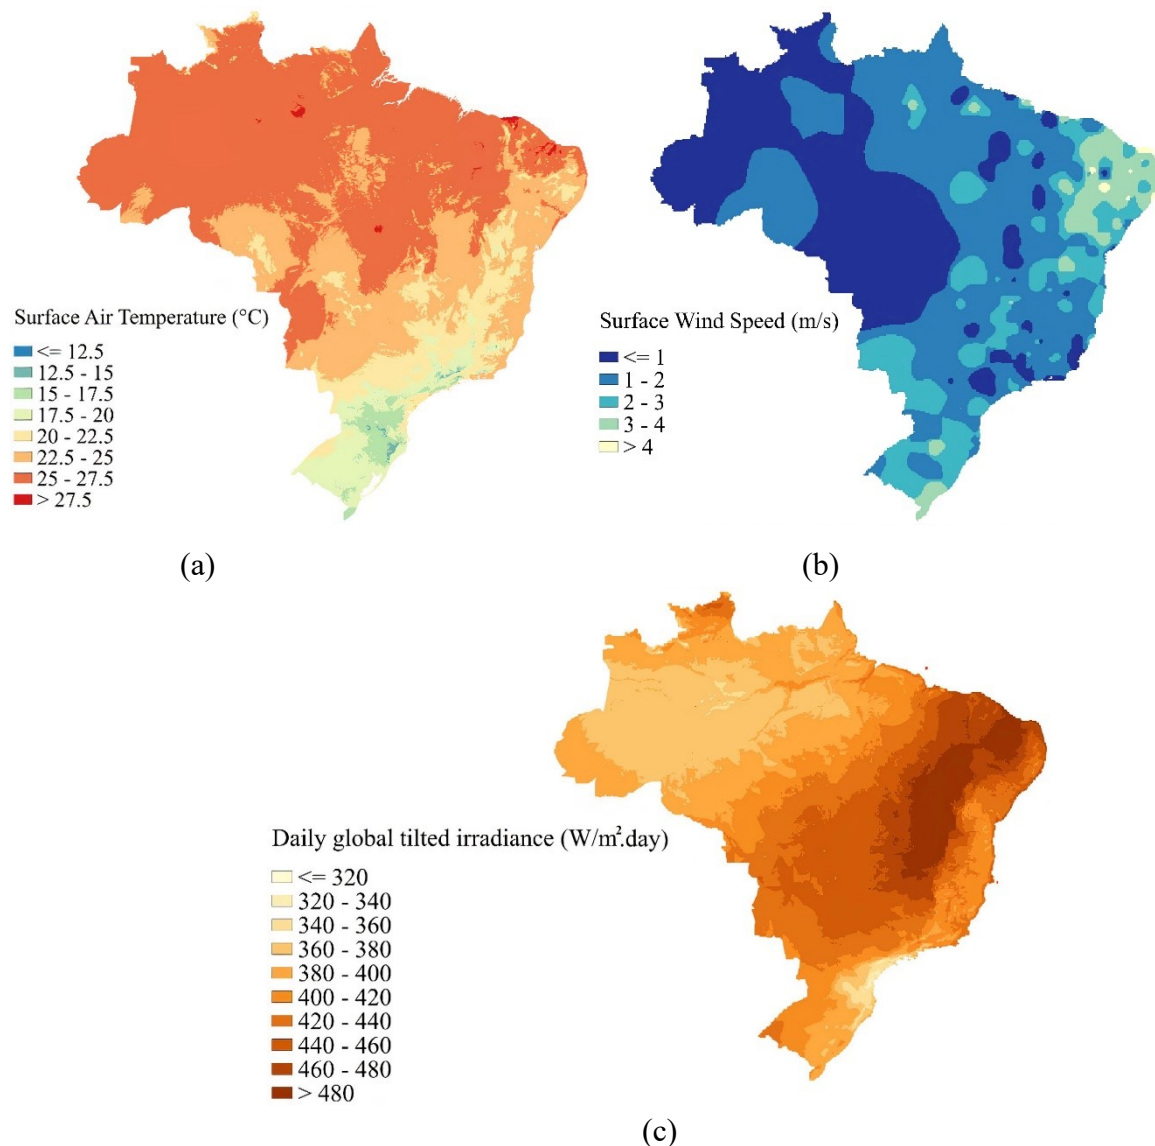 Surface Air Temperature (°C)
<= 12.5
12.5 - 15
15 - 17.5
17.5 - 20
20 - 22.5
22.5 - 25
25 - 27.5
> 27.5
(a)
Surface Wind Speed (m/s)
<= 1
1 - 2
2 - 3
3 - 4
> 4
(b)
Daily global tilted irradiance (W/m².day)
<= 320
320 - 340
340 - 360
360 - 380
380 - 400
400 - 420
420 - 440
440 - 460
460 - 480
> 480
(c)